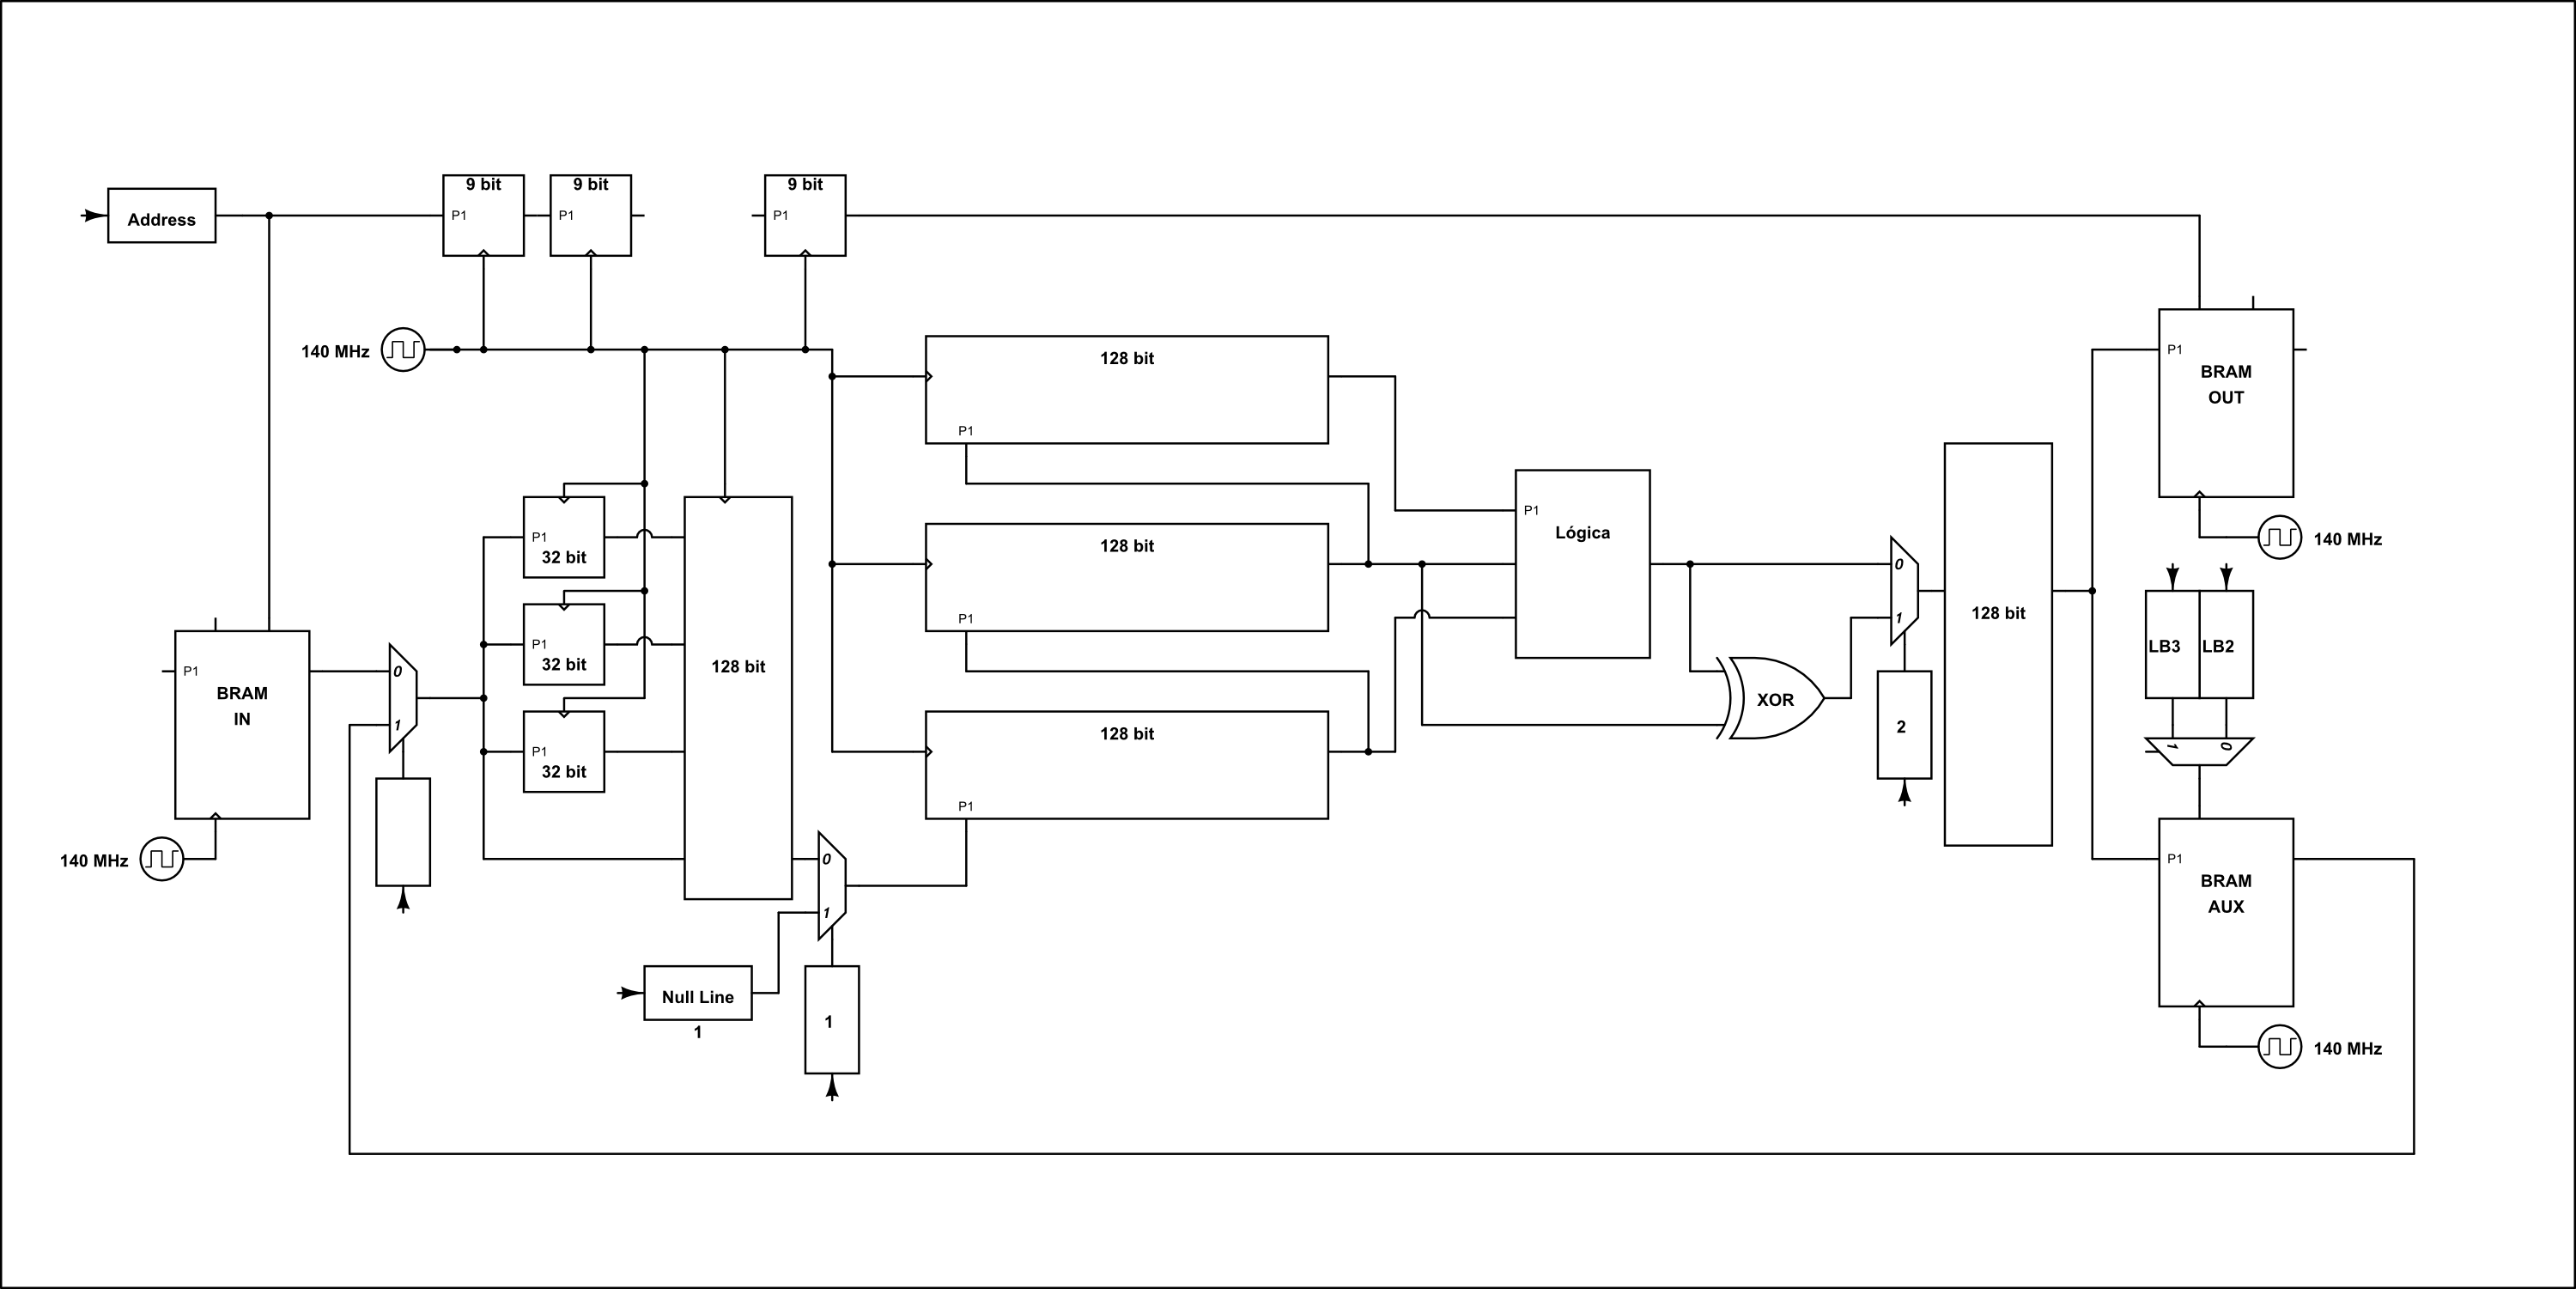 9 bit
9 bit
9 bit
Address
P1
P1
P1
140 MHz
128 bit
P1
P1
BRAM
OUT
P1
Lógica
128 bit
P1
32 bit
140 MHz
0
P1
128 bit
P1
32 bit
128 bit
1
LB3
LB2
P1
BRAM
IN
0
1
XOR
2
128 bit
P1
32 bit
1
0
P1
140 MHz
0
P1
BRAM
AUX
1
Null Line
1
1
140 MHz